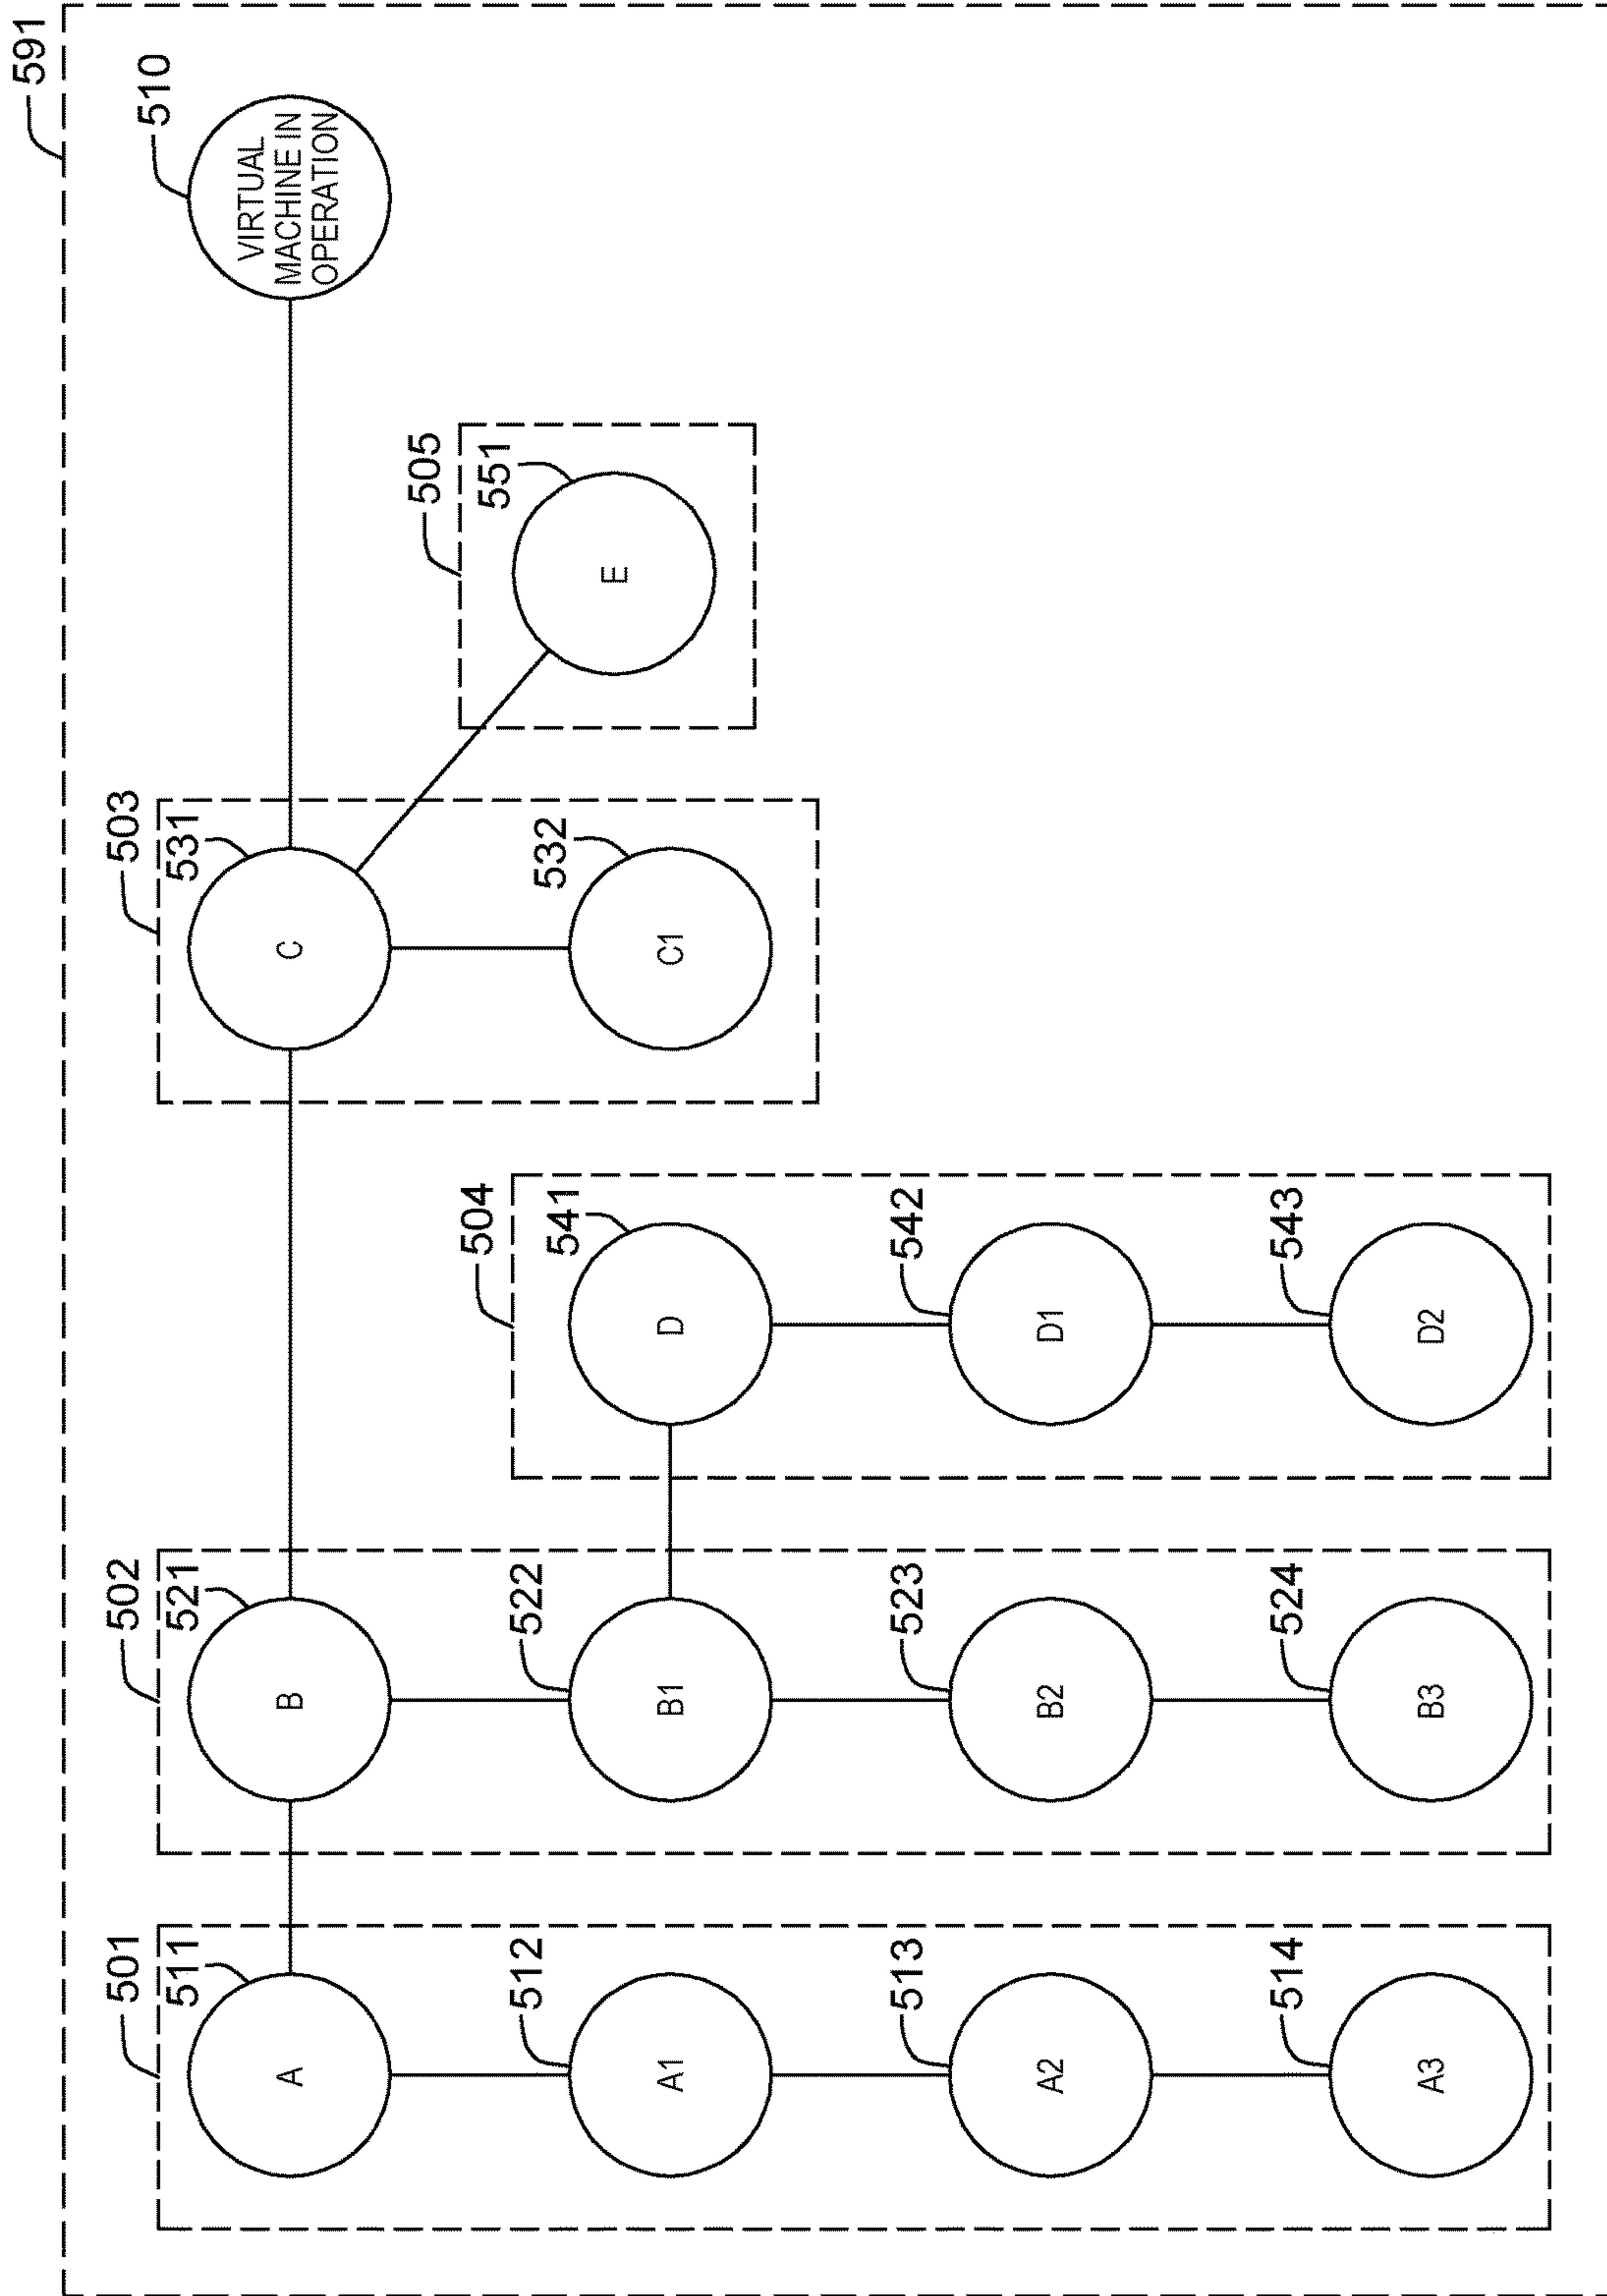 591
510
VIRTUAL
MACHINE IN
OPERATION
501
511
A
502
521
B
503
531
C
505
551
E
512
A1
522
B1
504
541
D
532
C1
513
A2
523
B2
542
D1
514
A3
524
B3
543
D2